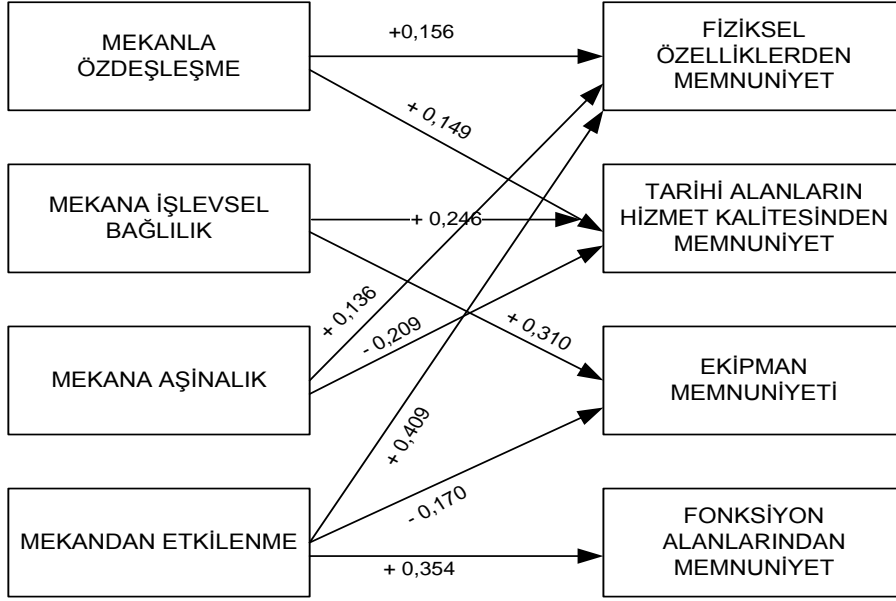 MEKANLA
ÖZDEŞLEŞME
+0,156
FİZİKSEL
ÖZELLİKLERDEN
MEMNUNİYET
+ 0,149
MEKANA İŞLEVSEL
BAĞLILIK
+ 0,246
TARİHİ ALANLARIN
HİZMET KALİTESİNDEN
MEMNUNİYET
+ 0,136
- 0,209
+ 0,310
MEKANA AŞİNALIK
EKİPMAN
MEMNUNİYETİ
+ 0,409
- 0,170
MEKANDAN ETKİLENME
+ 0,354
FONKSİYON
ALANLARINDAN
MEMNUNİYET